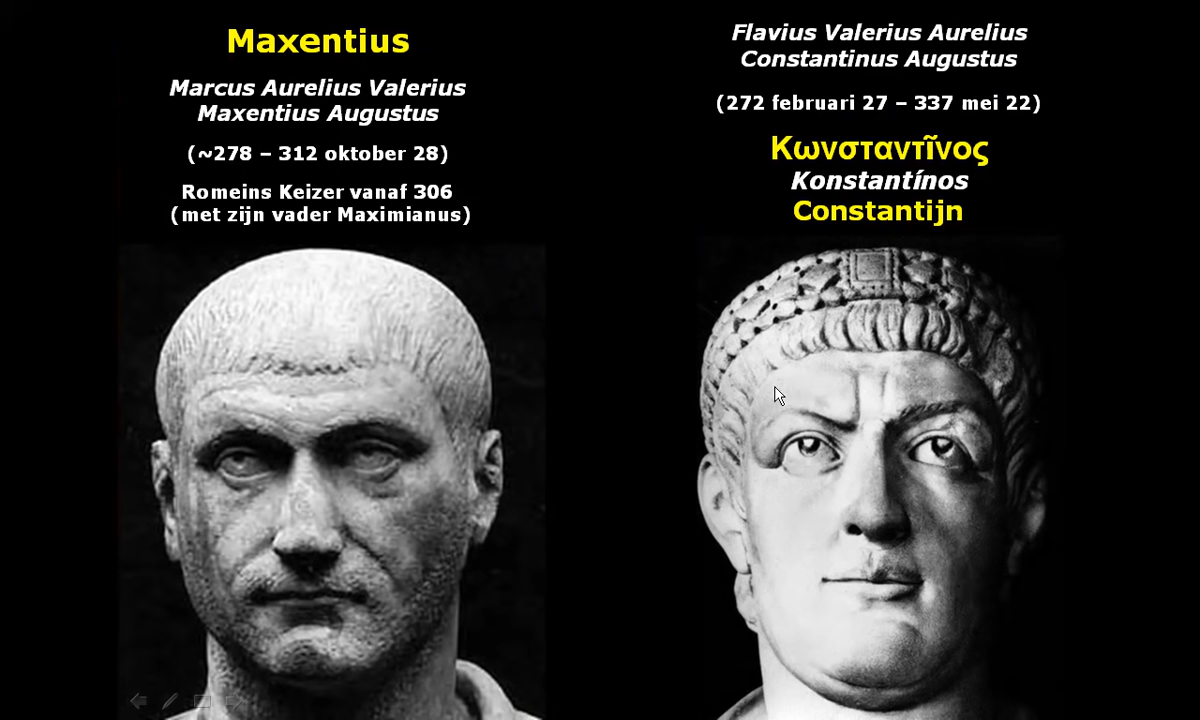 Maxentius
Marcus Aurelius Valerius
Maxentius Augustus
(~278 – 312 oktober 28)
Romeins Keizer vanaf 306
(met zijn vader Maximianus)
Flavius Valerius Aurelius
Constantinus Augustus
(272 februari 27 – 337 mei 22)
Κωνσταντῖνος
Konstantínos
Constantijn